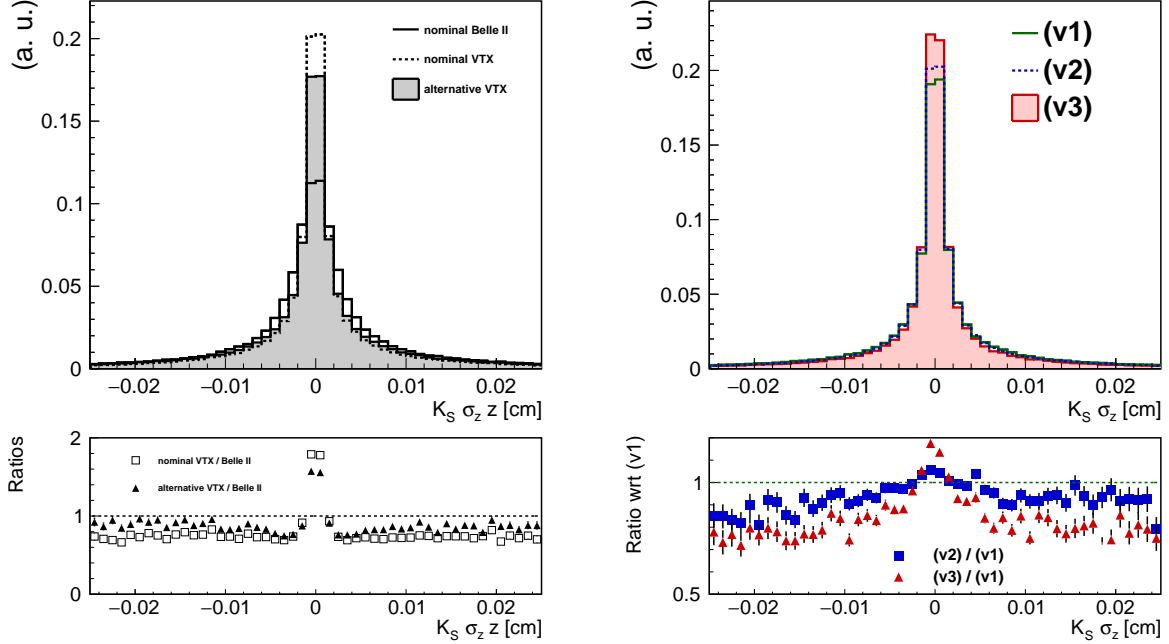 (a. u.)
0.2
0.15
0.1
0.05
0
nominal Belle II
nominal VTX
alternative VTX
−0.02
−0.01
0
0.01
0.02
K_S σ_z z [cm]
Ratios
2
1
0
nominal VTX / Belle II
alternative VTX / Belle II
−0.02
−0.01
0
0.01
0.02
K_S σ_z z [cm]
(a. u.)
0.2
0.15
0.1
0.05
0
(v1)
(v2)
(v3)
−0.02
−0.01
0
0.01
0.02
K_S σ_z z [cm]
Ratio wrt (v1)
1
0.5
(v2) / (v1)
(v3) / (v1)
−0.02
−0.01
0
0.01
0.02
K_S σ_z z [cm]